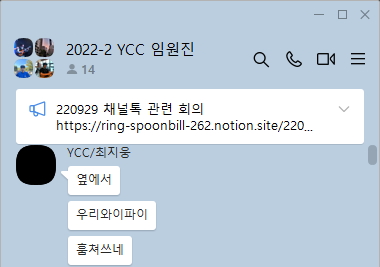 2022-2 YCC 임원진
14
220929 채널톡 관련 회의
https://ring-spoonbill-262.notion.site/220...
YCC/최지웅
옆에서
우리와이파이
훔쳐쓰네